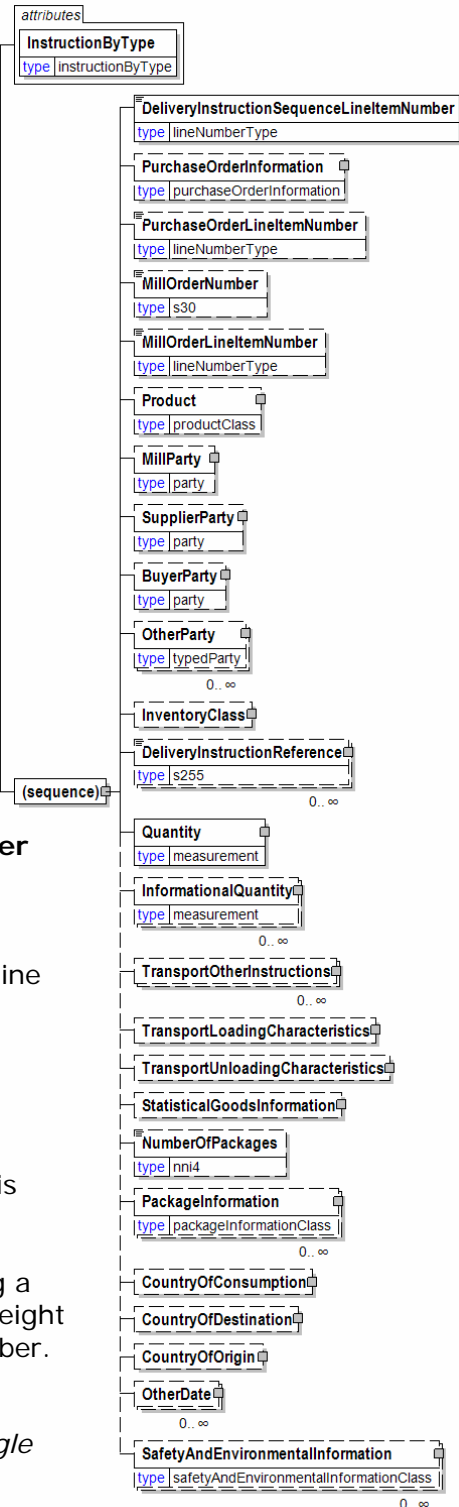 attributes
InstructionByType
type instructionByType
DeliveryInstructionSequenceLineItemNumber
type lineNumberType
PurchaseOrderInformation
type purchaseOrderInformation
PurchaseOrderLineItemNumber
type lineNumberType
MillOrderNumber
type s30
MillOrderLineItemNumber
type lineNumberType
Product
type productClass
MillParty
type party
SupplierParty
type party
BuyerParty
type party
OtherParty
type typedParty
0.. ∞
InventoryClass
DeliveryInstructionReference
type s255
0.. ∞
(sequence)
Quantity
type measurement
er
InformationalQuantity
type measurement
0.. ∞
ine
TransportOtherInstructions
0.. ∞
TransportLoadingCharacteristics
TransportUnloadingCharacteristics
StatisticalGoodsInformation
NumberOfPackages
type nni4
is
PackageInformation
type packageInformationClass
0.. ∞
g a
CountryOfConsumption
eight
CountryOfDestination
ber.
CountryOfOrigin
OtherDate
0.. ∞
gle
SafetyAndEnvironmentalInformation
type safetyAndEnvironmentalInformationClass
0.. ∞